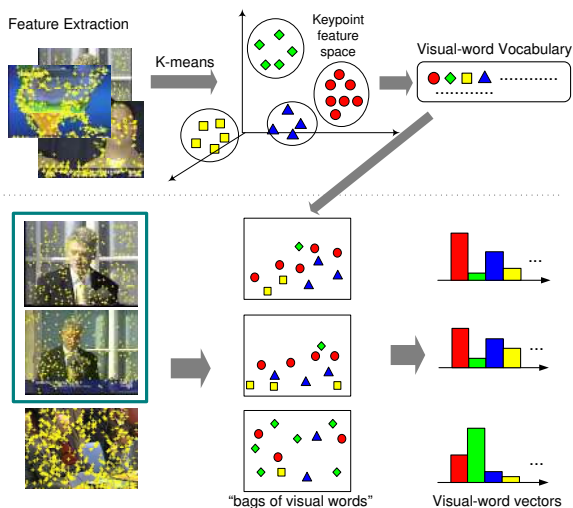 Feature Extraction
K-means
Keypoint
feature
space
Visual-word Vocabulary
...............
..............
...
...
...
"bags of visual words"
Visual-word vectors